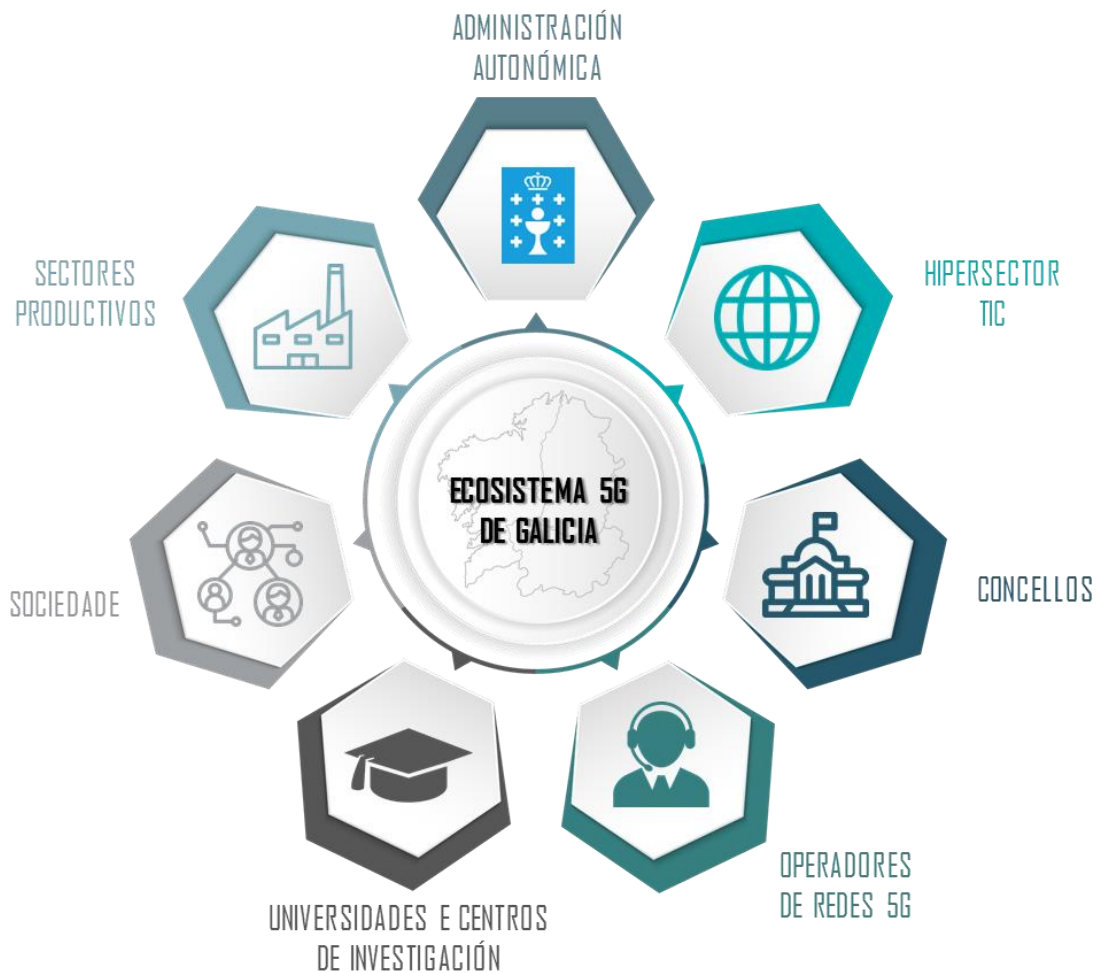 ADMINISTRACIÓN
AUTONÓMICA
HIPERSECTOR
TIC
CONCELLOS
OPERADORES
DE REDES 5G
UNIVERSIDADES E CENTROS
DE INVESTIGACIÓN
SOCIEDADE
SECTORES
PRODUCTIVOS
ECOSISTEMA 5G
DE GALICIA